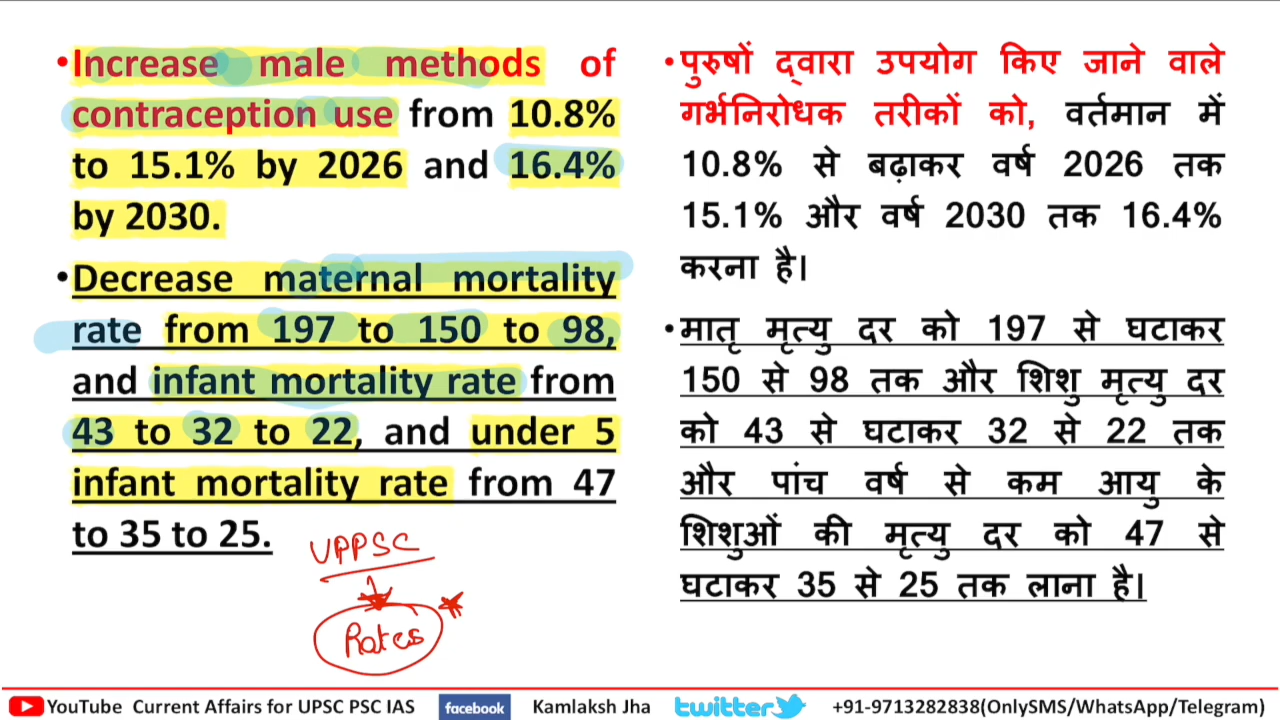 •Increase male methods of
contraception use from 10.8%
to 15.1% by 2026 and 16.4%
by 2030.
•Decrease maternal mortality
rate from 197 to 150 to 98,
and infant mortality rate from
43 to 32 to 22, and under 5
infant mortality rate from 47
to 35 to 25.
UPPSC
Rates
•पुरुषों द्वारा उपयोग किए जाने वाले
गर्भनिरोधक तरीकों को, वर्तमान में
10.8% से बढ़ाकर वर्ष 2026 तक
15.1% और वर्ष 2030 तक 16.4%
करना है।
•मातृ मृत्यु दर को 197 से घटाकर
150 से 98 तक और शिशु मृत्यु दर
को 43 से घटाकर 32 से 22 तक
और पांच वर्ष से कम आयु के
शिशुओं की मृत्यु दर को 47 से
घटाकर 35 से 25 तक लाना है।
YouTube Current Affairs for UPSC PSC IAS facebook Kamlaksh Jha twitter +91-9713282838(OnlySMS/WhatsApp/Telegram)